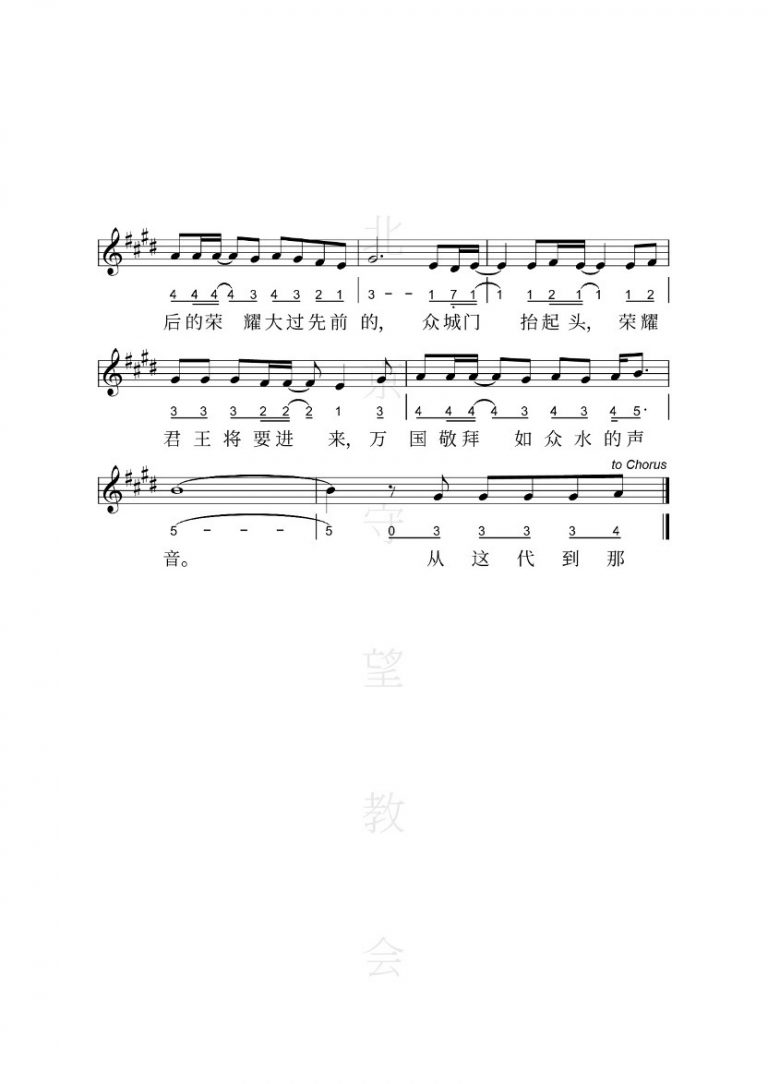 4 4 4 4 3 4 3 2 1 | 3 - - 1 7 1 | 1 1 2 1 1 1 2 |
后的荣 耀大过先前的, 众城门 抬起头, 荣耀
3 3 3 2 2 2 1 3 | 4 4 4 4 3 4 3 4 5·
君王将要进 来, 万 国敬拜 如众水的声
to Chorus
5 - - - | 5 0 3 3 3 3 4
音。 从 这 代 到 那
北
京
守
望
教
会